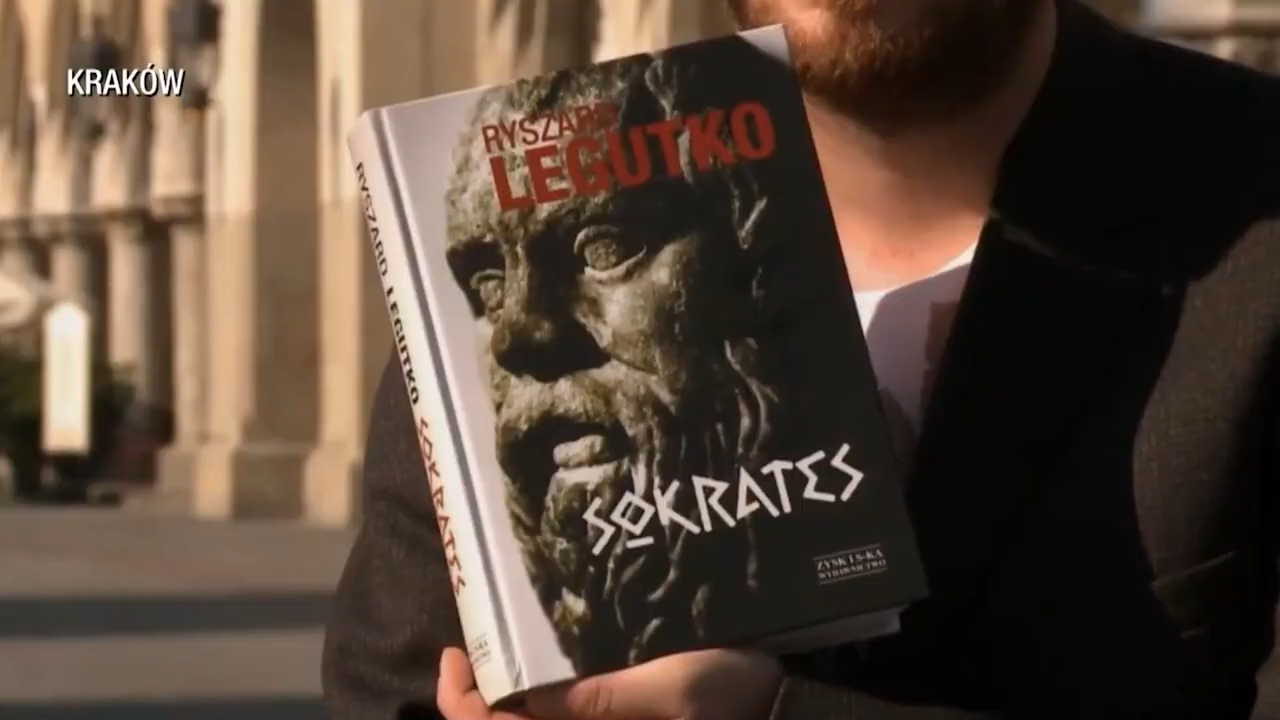 KRAKÓW
RYSZARD
LEGUTKO
SOKRATES
ZYSK I S-KA
WYDAWNICTWO
RYSZARD LEGUTKO SOKRATES